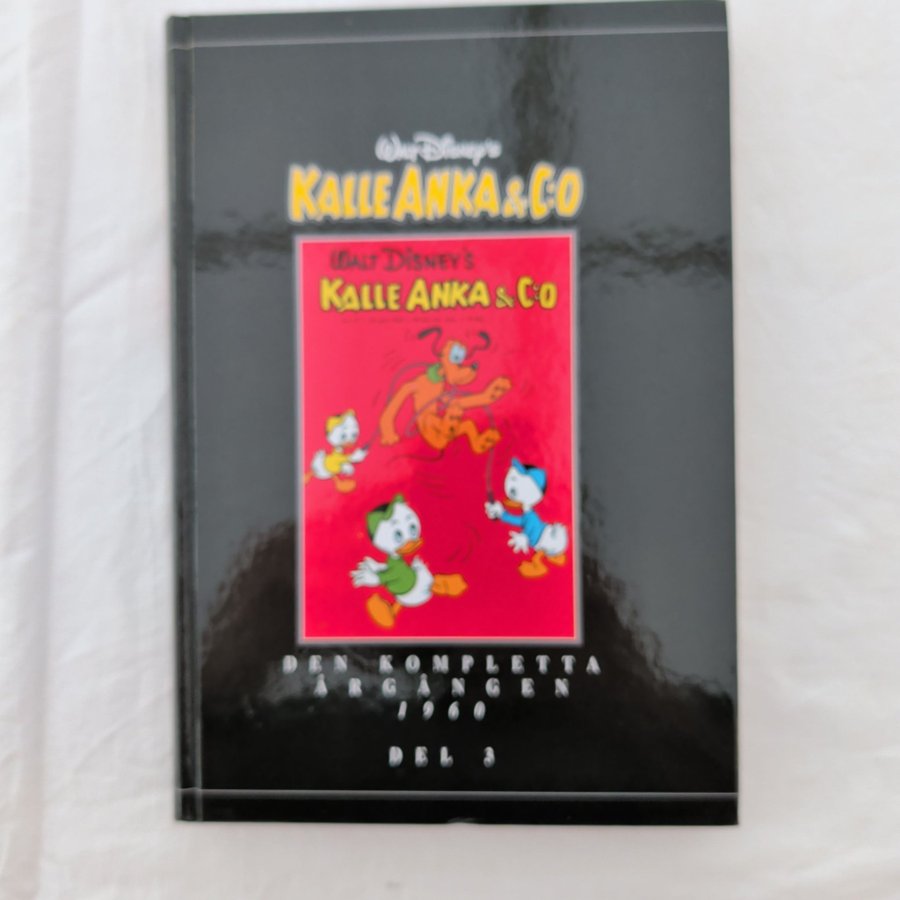 Walt Disney's
KALLE ANKA & C:O
WALT DISNEY'S
KALLE ANKA & C:O
DEN KOMPLETTA
ÅRGÅNGEN
1960
DEL 3